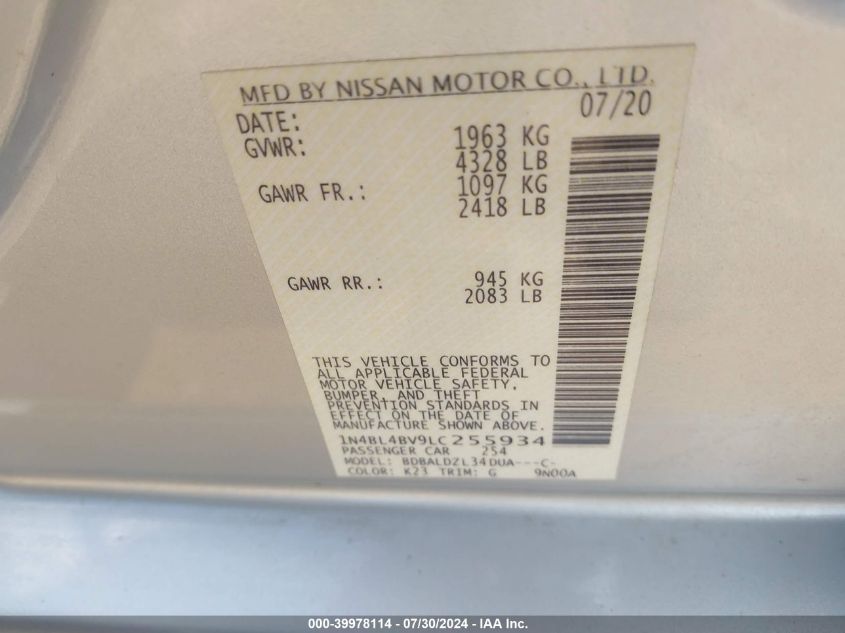 MFD BY NISSAN MOTOR CO., LTD.
DATE: 07/20
GVWR: 1963 KG
4328 LB
GAWR FR.: 1097 KG
2418 LB
GAWR RR.: 945 KG
2083 LB
THIS VEHICLE CONFORMS TO
ALL APPLICABLE FEDERAL
MOTOR VEHICLE SAFETY,
BUMPER, AND THEFT
PREVENTION STANDARDS IN
EFFECT ON THE DATE OF
MANUFACTURE SHOWN ABOVE.
1N4BL4BV9LC255934
PASSENGER CAR 254
MODEL: BDBALDZL34DUA---C-
COLOR: K23 TRIM: G 9N00A
000-39978114 - 07/30/2024 - IAA Inc.